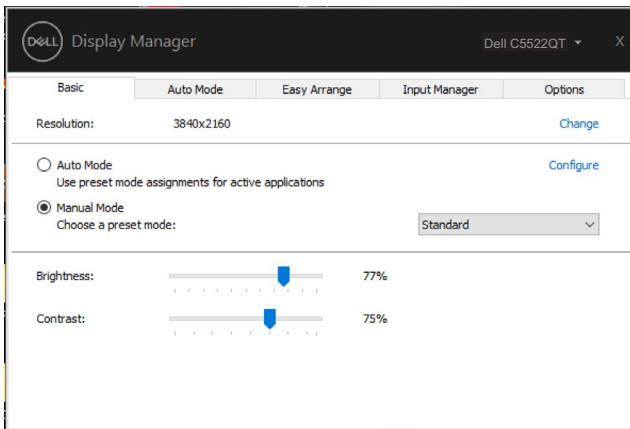 DELL Display Manager Dell C5522QT X
Basic Auto Mode Easy Arrange Input Manager Options
Resolution: 3840x2160 Change
Auto Mode Configure
Use preset mode assignments for active applications
Manual Mode
Choose a preset mode: Standard
Brightness: 77%
Contrast: 75%